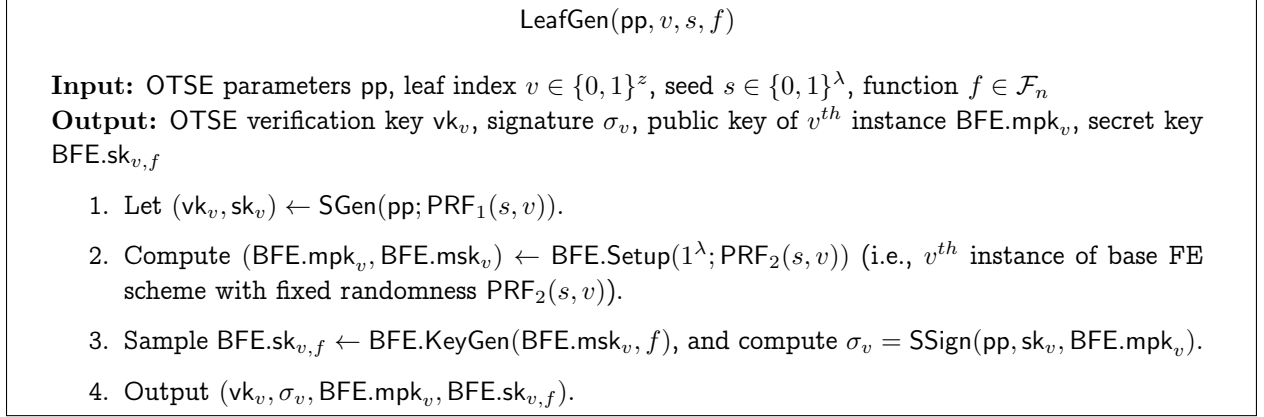 LeafGen(pp, v, s, f)
Input: OTSE parameters pp, leaf index v ∈ {0, 1}^z, seed s ∈ {0, 1}^λ, function f ∈ F_n
Output: OTSE verification key vk_v, signature σ_v, public key of v^th instance BFE.mpk_v, secret key
BFE.sk_{v,f}
1. Let (vk_v, sk_v) ← SGen(pp; PRF_1(s, v)).
2. Compute (BFE.mpk_v, BFE.msk_v) ← BFE.Setup(1^λ; PRF_2(s, v)) (i.e., v^th instance of base FE
scheme with fixed randomness PRF_2(s, v)).
3. Sample BFE.sk_{v,f} ← BFE.KeyGen(BFE.msk_v, f), and compute σ_v = SSign(pp, sk_v, BFE.mpk_v).
4. Output (vk_v, σ_v, BFE.mpk_v, BFE.sk_{v,f}).